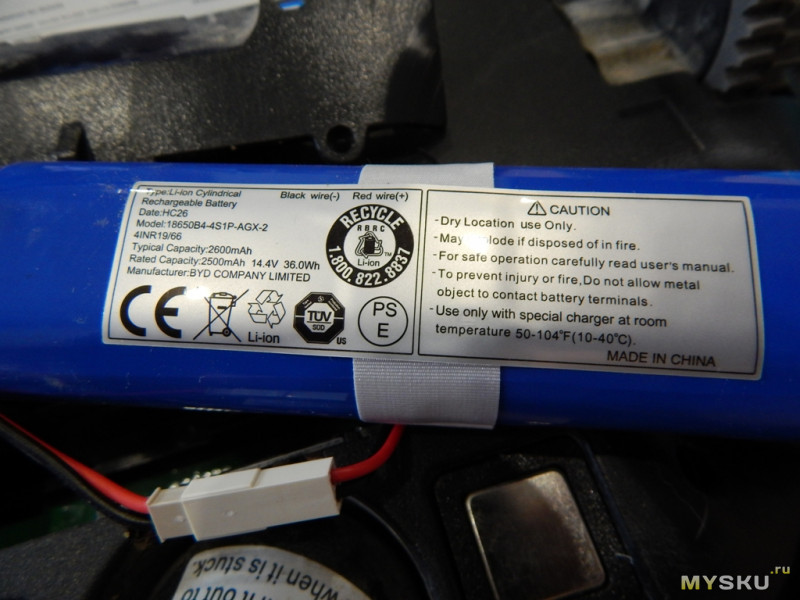 Type:Li-ion Cylindrical
Rechargeable Battery
Date:HC26
Model:18650B4-4S1P-AGX-2
4INR19/66
Typical Capacity:2600mAh
Rated Capacity:2500mAh 14.4V 36.0Wh
Manufacturer:BYD COMPANY LIMITED
Black wire(-) Red wire(+)
RECYCLE
RBRC
Li-ion
1.800.822.8837
CE
Li-ion
TÜV
SGD
US
PS
E
CAUTION
-Dry Location use Only.
-May explode if disposed of in fire.
-For safe operation carefully read user's manual.
-To prevent injury or fire,Do not allow metal
object to contact battery terminals.
-Use only with special charger at room
temperature 50-104°F(10-40°C).
MADE IN CHINA
it out to
when it is stuck.
MYSKU.ru